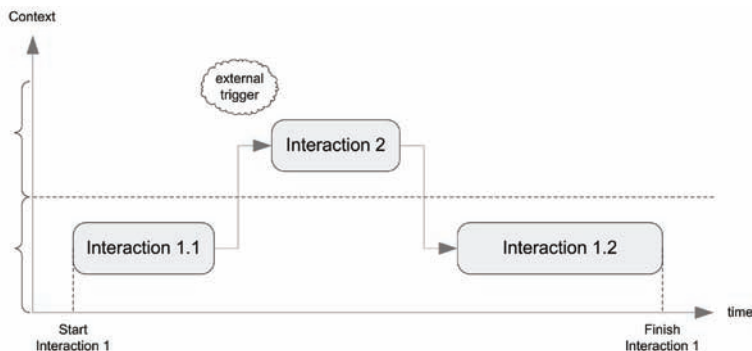 Context
external
trigger
Interaction 2
Interaction 1.1
Interaction 1.2
time
Start
Interaction 1
Finish
Interaction 1